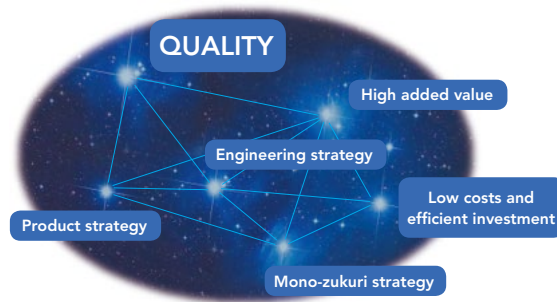 QUALITY
High added value
Engineering strategy
Low costs and
efficient investment
Product strategy
Mono-zukuri strategy